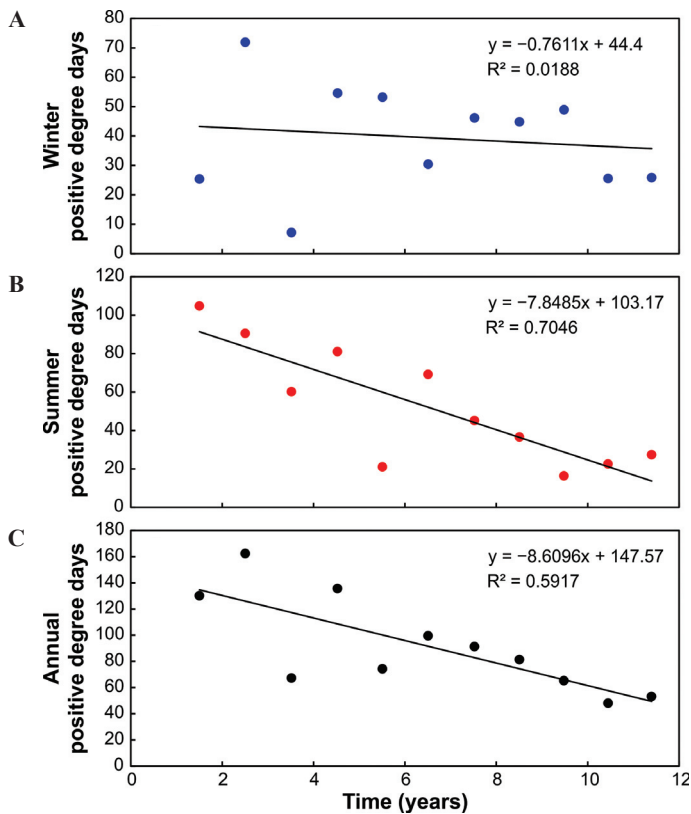 A
80
70
60
50
40
30
20
10
0
Winter
positive degree days
y = −0.7611x + 44.4
R² = 0.0188
B
120
100
80
60
40
20
0
Summer
positive degree days
y = −7.8485x + 103.17
R² = 0.7046
C
180
160
140
120
100
80
60
40
20
0
Annual
positive degree days
y = −8.6096x + 147.57
R² = 0.5917
0 2 4 6 8 10 12
Time (years)